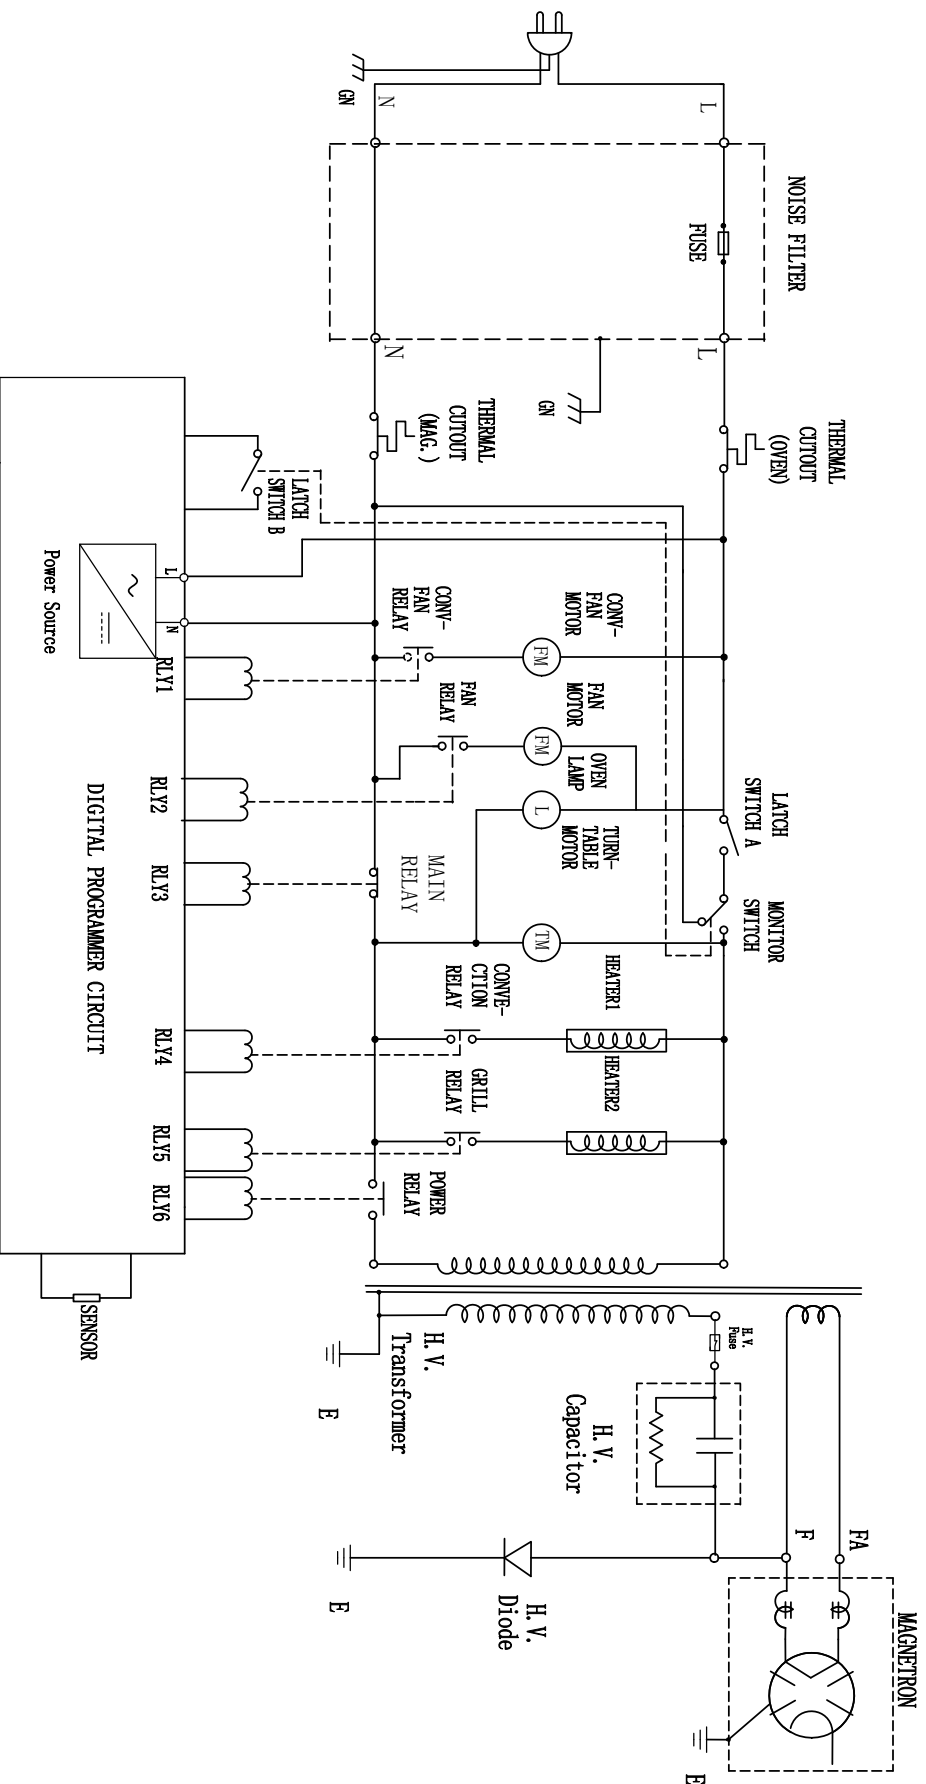 L
N
GN
NOISE FILTER
FUSE
L
N
GN
THERMAL
CUTOUT
(OVEN)
THERMAL
CUTOUT
(MAG.)
LATCH
SWITCH B
L
N
Power Source
CONV-
FAN
MOTOR
FM
CONV-
FAN
RELAY
RLY1
FAN
MOTOR
FM
FAN
RELAY
RLY2
OVEN
LAMP
L
LATCH
SWITCH A
TURN-
TABLE
MOTOR
TM
MAIN
RELAY
RLY3
MONITOR
SWITCH
DIGITAL PROGRAMMER CIRCUIT
HEATER1
CONVE-
CTION
RELAY
RLY4
HEATER2
GRILL
RELAY
RLY5
POWER
RELAY
RLY6
SENSOR
H.V.
Fuse
H.V.
Transformer
E
H.V.
Capacitor
FA
F
H.V.
Diode
E
MAGNETRON
E